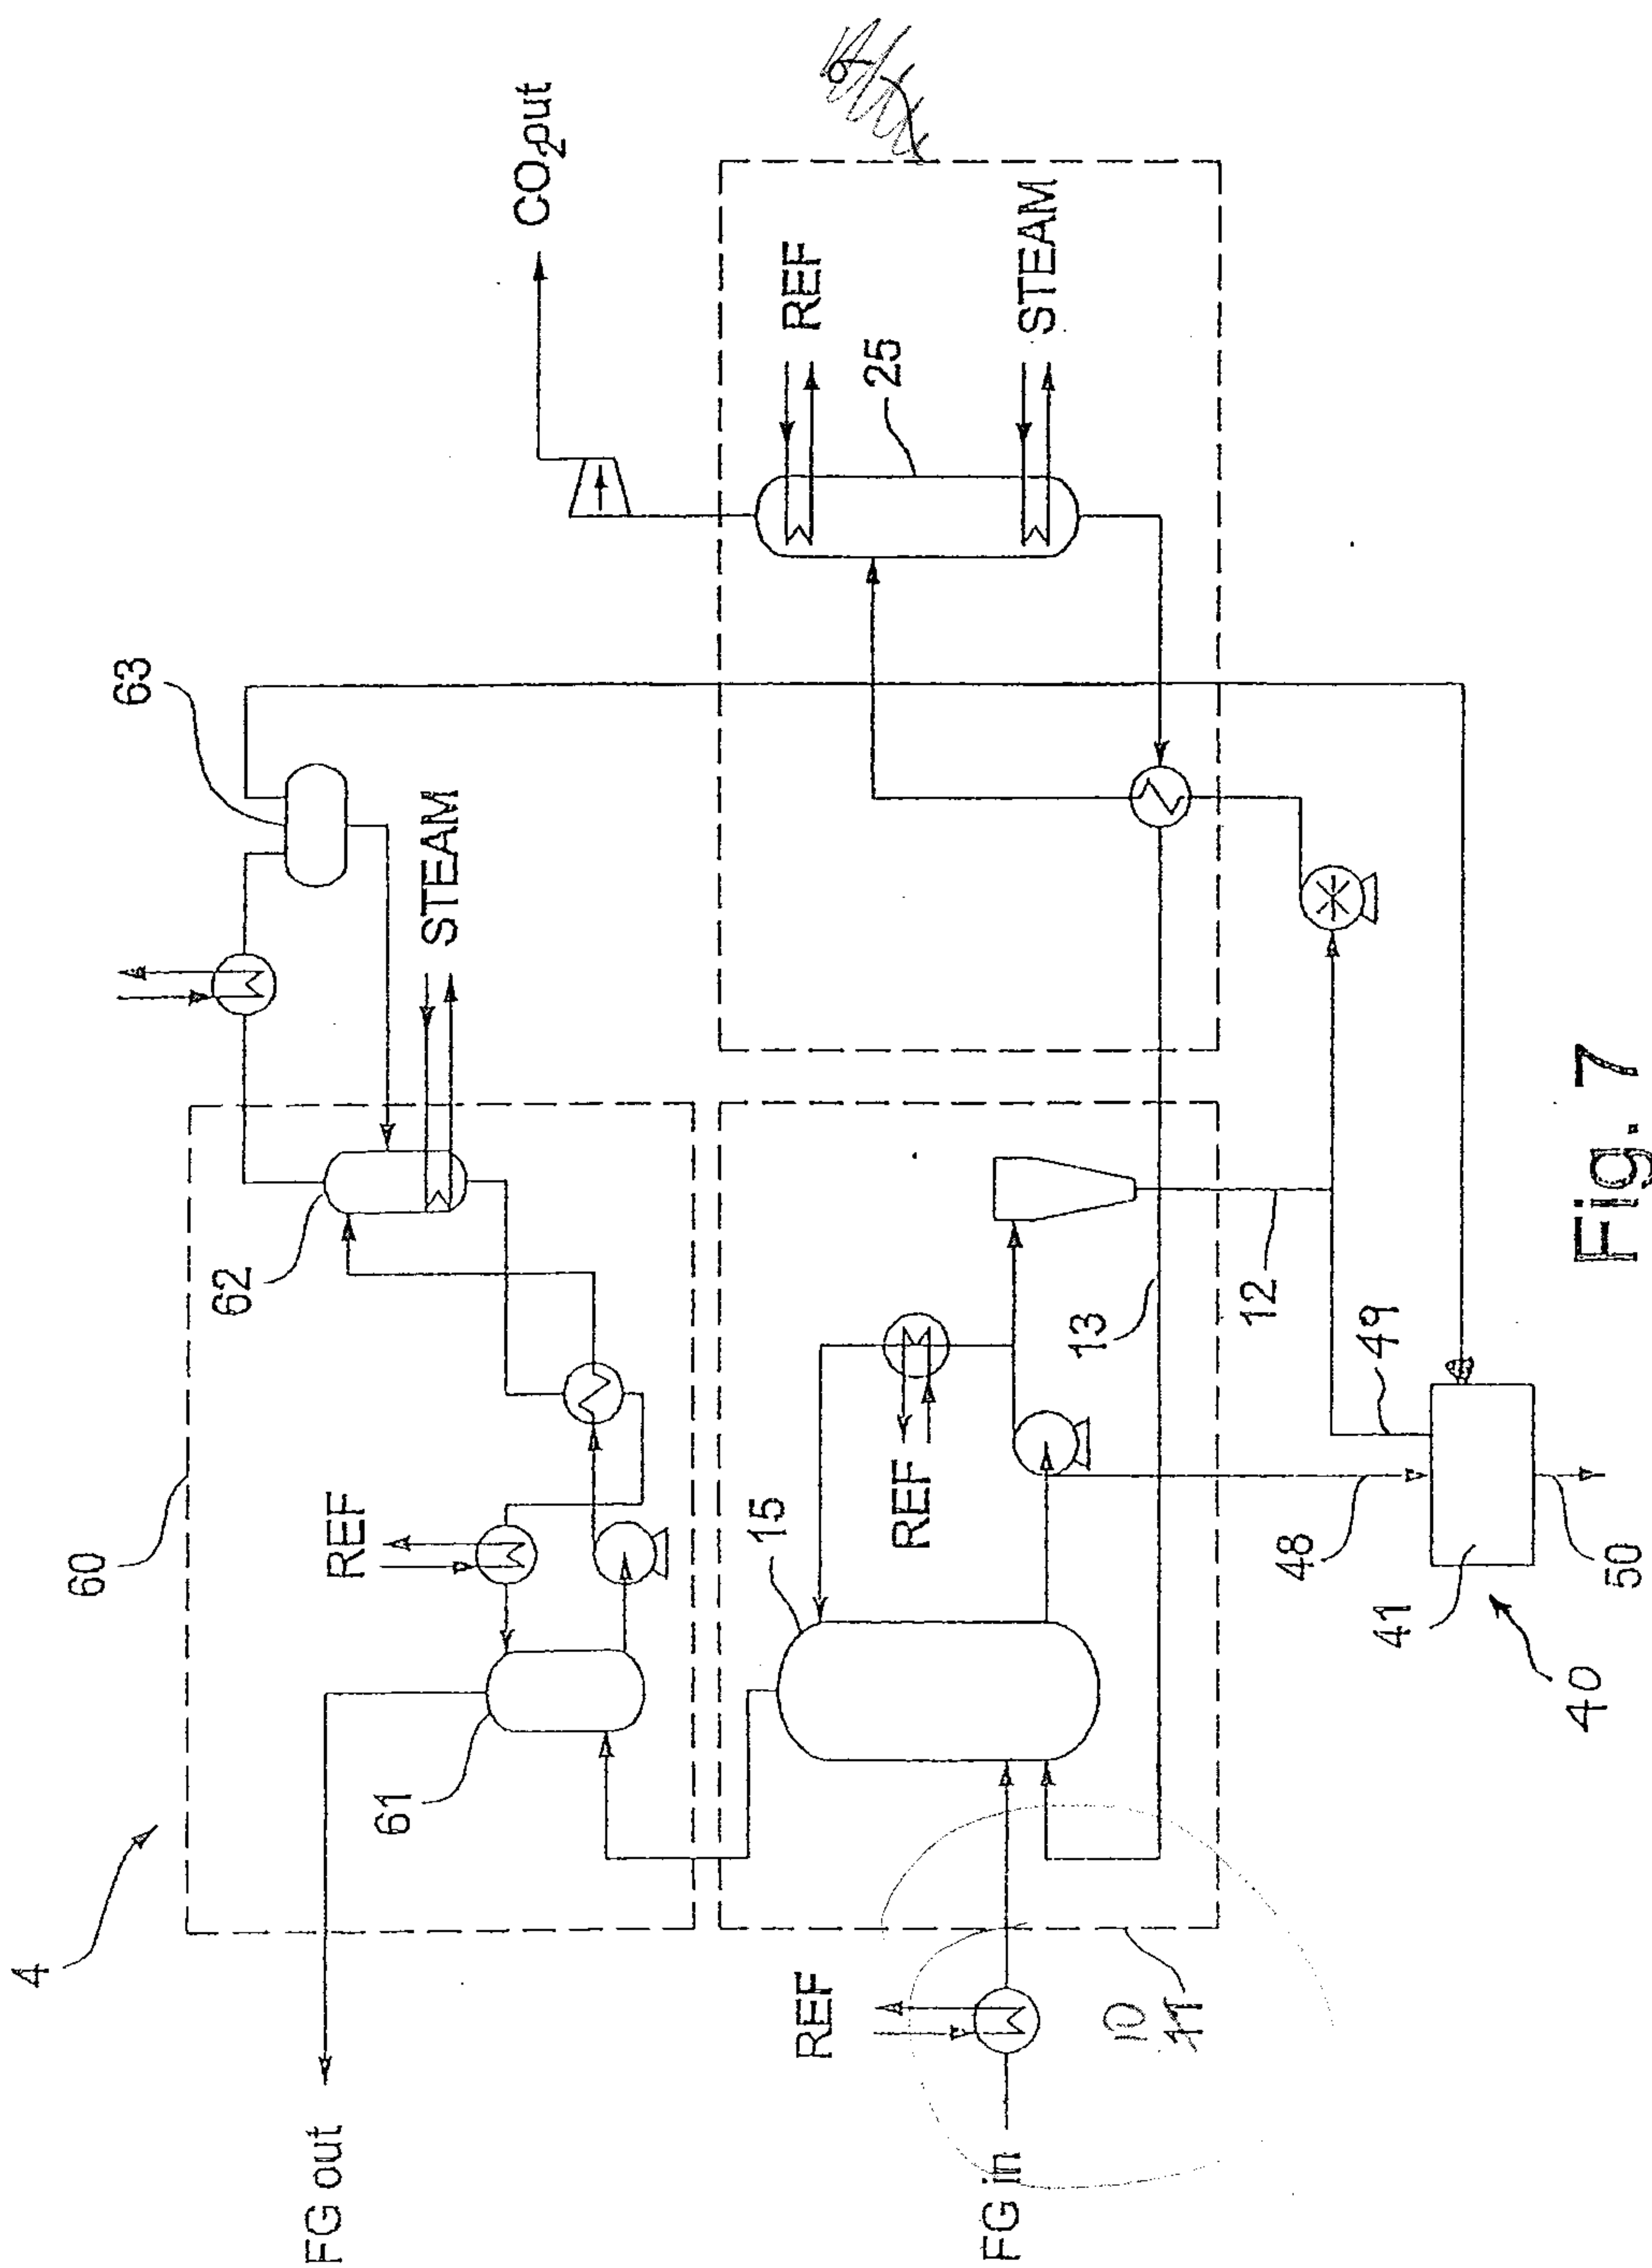 4
60
FG out
61
REF
62
STEAM
63
CO2out
REF
25
STEAM
15
REF
REF
FG in
10
11
13
12
48
49
41
40
50
Fig. 7